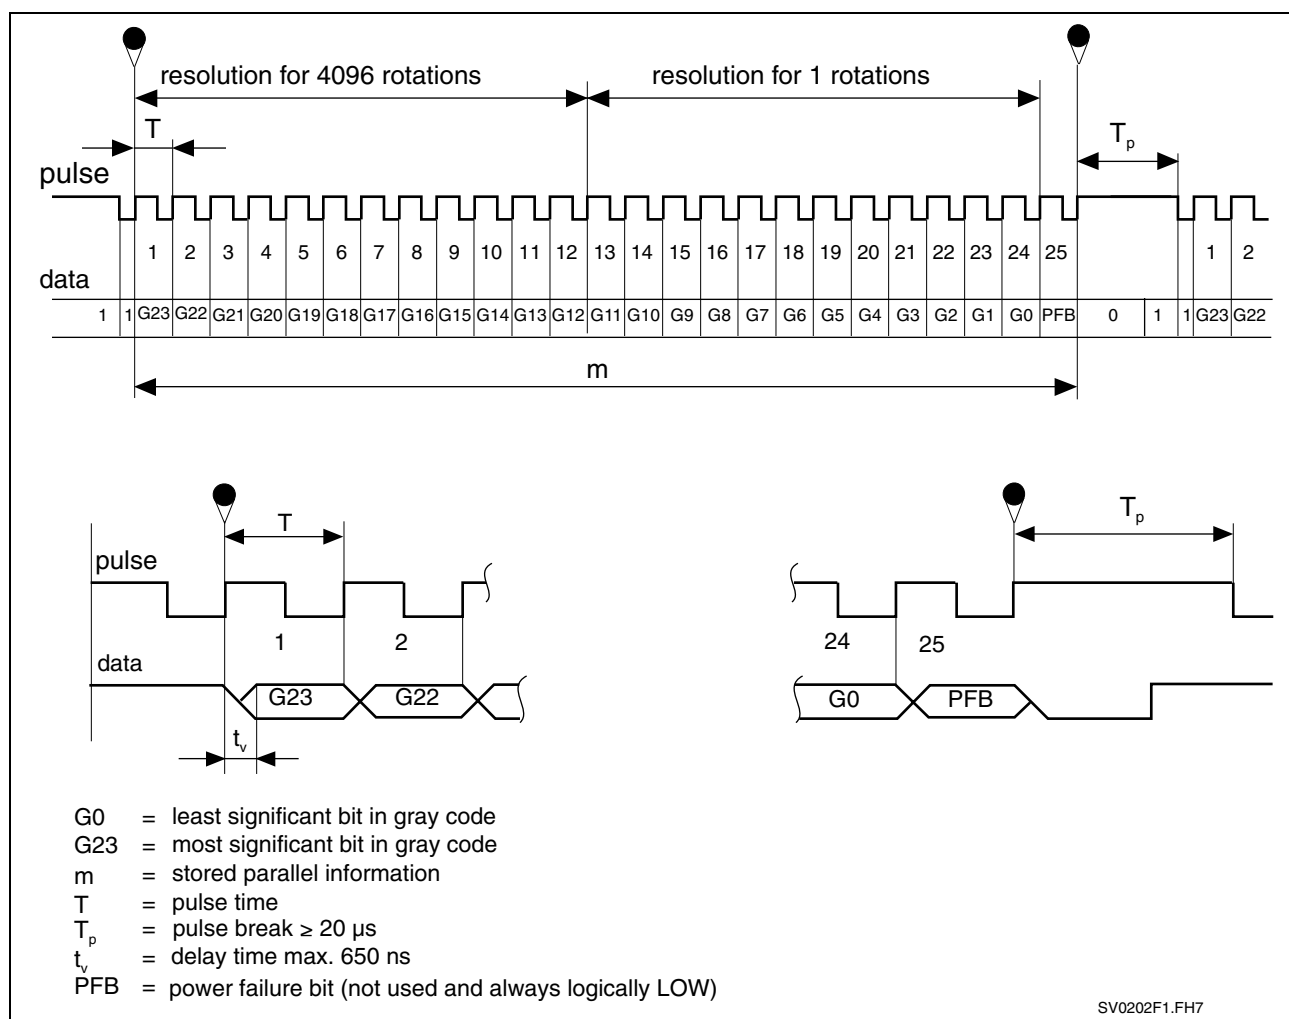 resolution for 4096 rotations resolution for 1 rotations
T
T_p
pulse
1 2 3 4 5 6 7 8 9 10 11 12 13 14 15 16 17 18 19 20 21 22 23 24 25 1 2
data
1 1 G23 G22 G21 G20 G19 G18 G17 G16 G15 G14 G13 G12 G11 G10 G9 G8 G7 G6 G5 G4 G3 G2 G1 G0 PFB 0 1 1 G23 G22
m
T
T_p
pulse
1 2 24 25
data
G23 G22 G0 PFB
t_v
G0 = least significant bit in gray code
G23 = most significant bit in gray code
m = stored parallel information
T = pulse time
T_p = pulse break ≥ 20 µs
t_v = delay time max. 650 ns
PFB = power failure bit (not used and always logically LOW)
SV0202F1.FH7